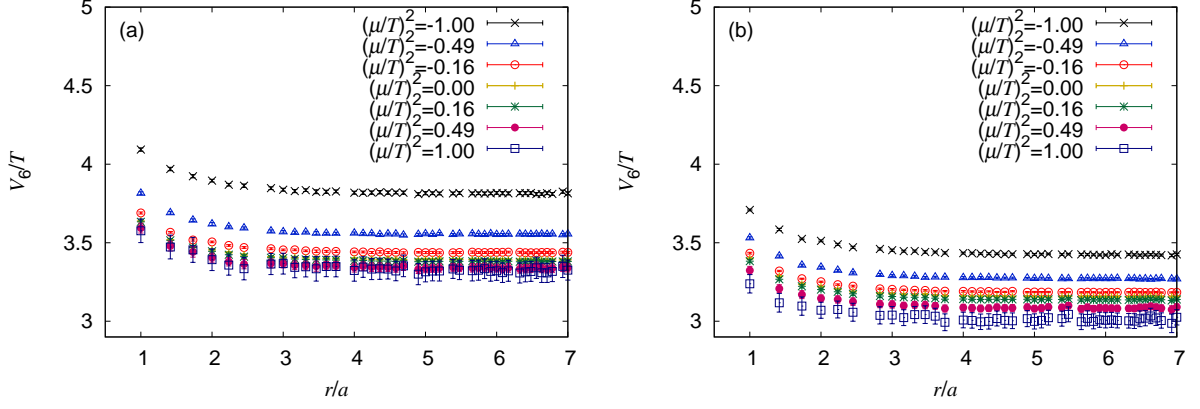 (a)
(μ/T)²=-1.00
(μ/T)²=-0.49
(μ/T)²=-0.16
(μ/T)²=0.00
(μ/T)²=0.16
(μ/T)²=0.49
(μ/T)²=1.00
5
4.5
4
3.5
3
V₆/T
1 2 3 4 5 6 7
r/a
(b)
(μ/T)²=-1.00
(μ/T)²=-0.49
(μ/T)²=-0.16
(μ/T)²=0.00
(μ/T)²=0.16
(μ/T)²=0.49
(μ/T)²=1.00
5
4.5
4
3.5
3
V₆/T
1 2 3 4 5 6 7
r/a